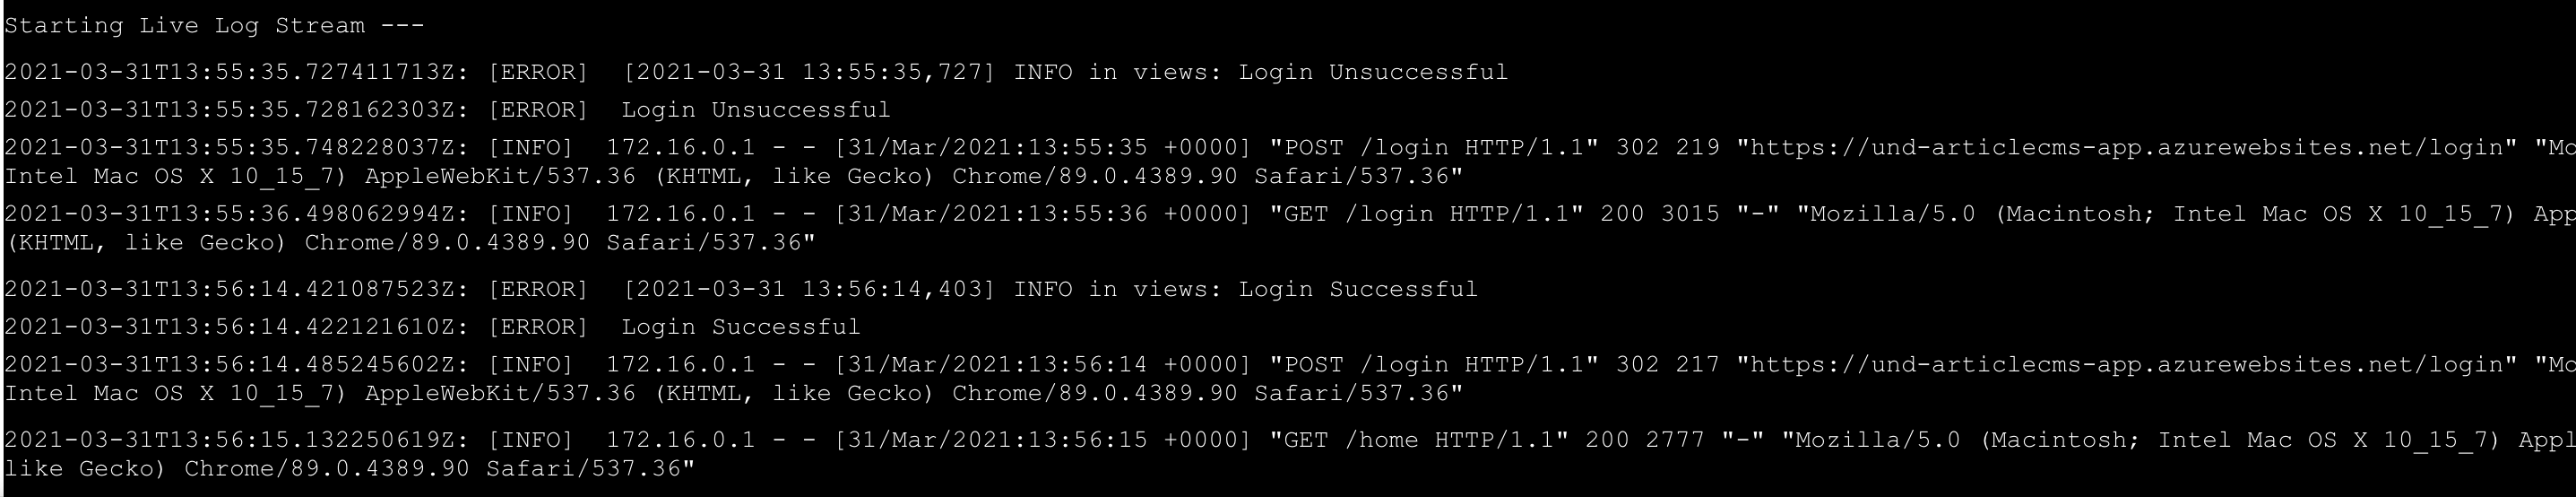 Starting Live Log Stream ---
2021-03-31T13:55:35.727411713Z: [ERROR]  [2021-03-31 13:55:35,727] INFO in views: Login Unsuccessful
2021-03-31T13:55:35.728162303Z: [ERROR]  Login Unsuccessful
2021-03-31T13:55:35.748228037Z: [INFO]  172.16.0.1 - - [31/Mar/2021:13:55:35 +0000] "POST /login HTTP/1.1" 302 219 "https://und-articlecms-app.azurewebsites.net/login" "Mo
Intel Mac OS X 10_15_7) AppleWebKit/537.36 (KHTML, like Gecko) Chrome/89.0.4389.90 Safari/537.36"
2021-03-31T13:55:36.498062994Z: [INFO]  172.16.0.1 - - [31/Mar/2021:13:55:36 +0000] "GET /login HTTP/1.1" 200 3015 "-" "Mozilla/5.0 (Macintosh; Intel Mac OS X 10_15_7) App
(KHTML, like Gecko) Chrome/89.0.4389.90 Safari/537.36"
2021-03-31T13:56:14.421087523Z: [ERROR]  [2021-03-31 13:56:14,403] INFO in views: Login Successful
2021-03-31T13:56:14.422121610Z: [ERROR]  Login Successful
2021-03-31T13:56:14.485245602Z: [INFO]  172.16.0.1 - - [31/Mar/2021:13:56:14 +0000] "POST /login HTTP/1.1" 302 217 "https://und-articlecms-app.azurewebsites.net/login" "Mo
Intel Mac OS X 10_15_7) AppleWebKit/537.36 (KHTML, like Gecko) Chrome/89.0.4389.90 Safari/537.36"
2021-03-31T13:56:15.132250619Z: [INFO]  172.16.0.1 - - [31/Mar/2021:13:56:15 +0000] "GET /home HTTP/1.1" 200 2777 "-" "Mozilla/5.0 (Macintosh; Intel Mac OS X 10_15_7) Appl
like Gecko) Chrome/89.0.4389.90 Safari/537.36"